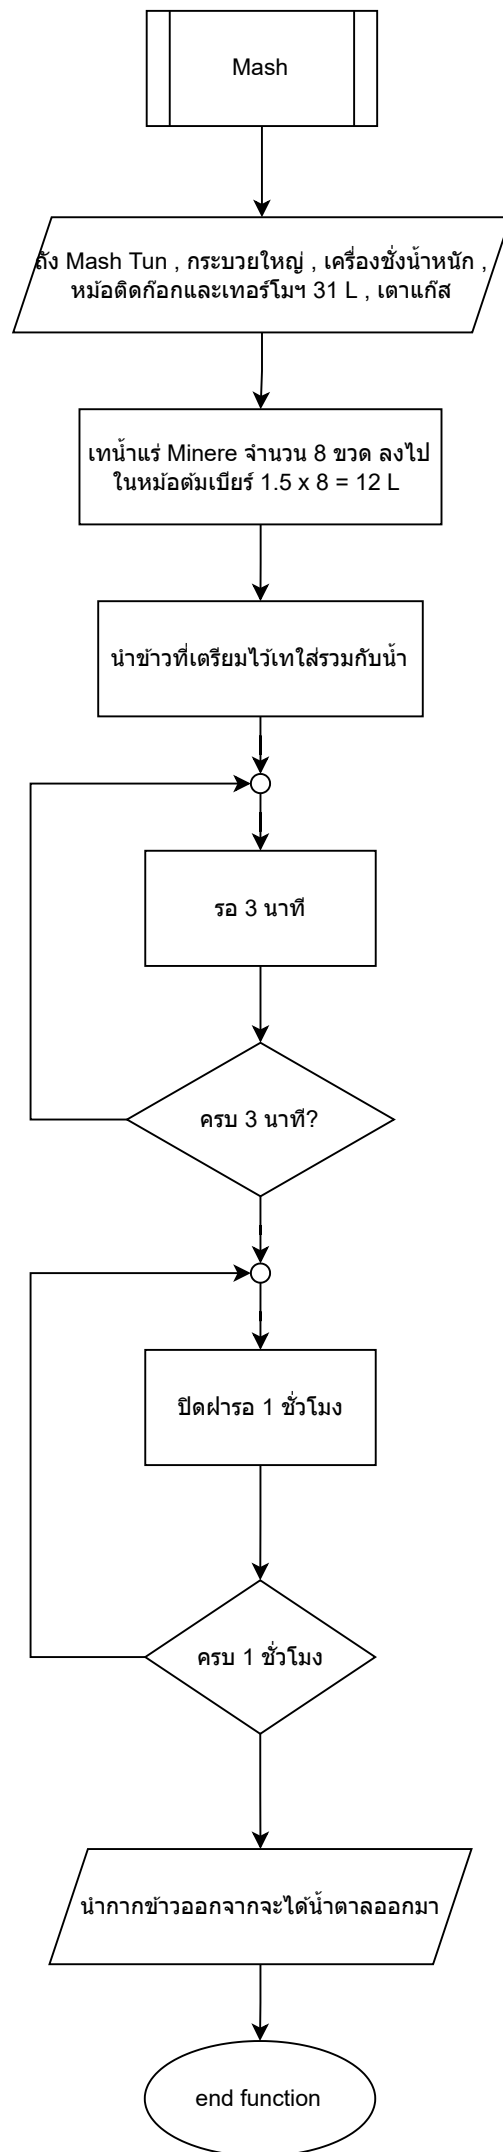 Mash
ถัง Mash Tun , กระบวยใหญ่ , เครื่องชั่งน้ำหนัก ,
หม้อติดก๊อกและเทอร์โมฯ 31 L , เตาแก๊ส
เทน้ำแร่ Minere จำนวน 8 ขวด ลงไป
ในหม้อต้มเบียร์ 1.5 x 8 = 12 L
นำข้าวที่เตรียมไว้เทใส่รวมกับน้ำ
รอ 3 นาที
ครบ 3 นาที?
ปิดฝารอ 1 ชั่วโมง
ครบ 1 ชั่วโมง
นำกากข้าวออกจากจะได้น้ำตาลออกมา
end function